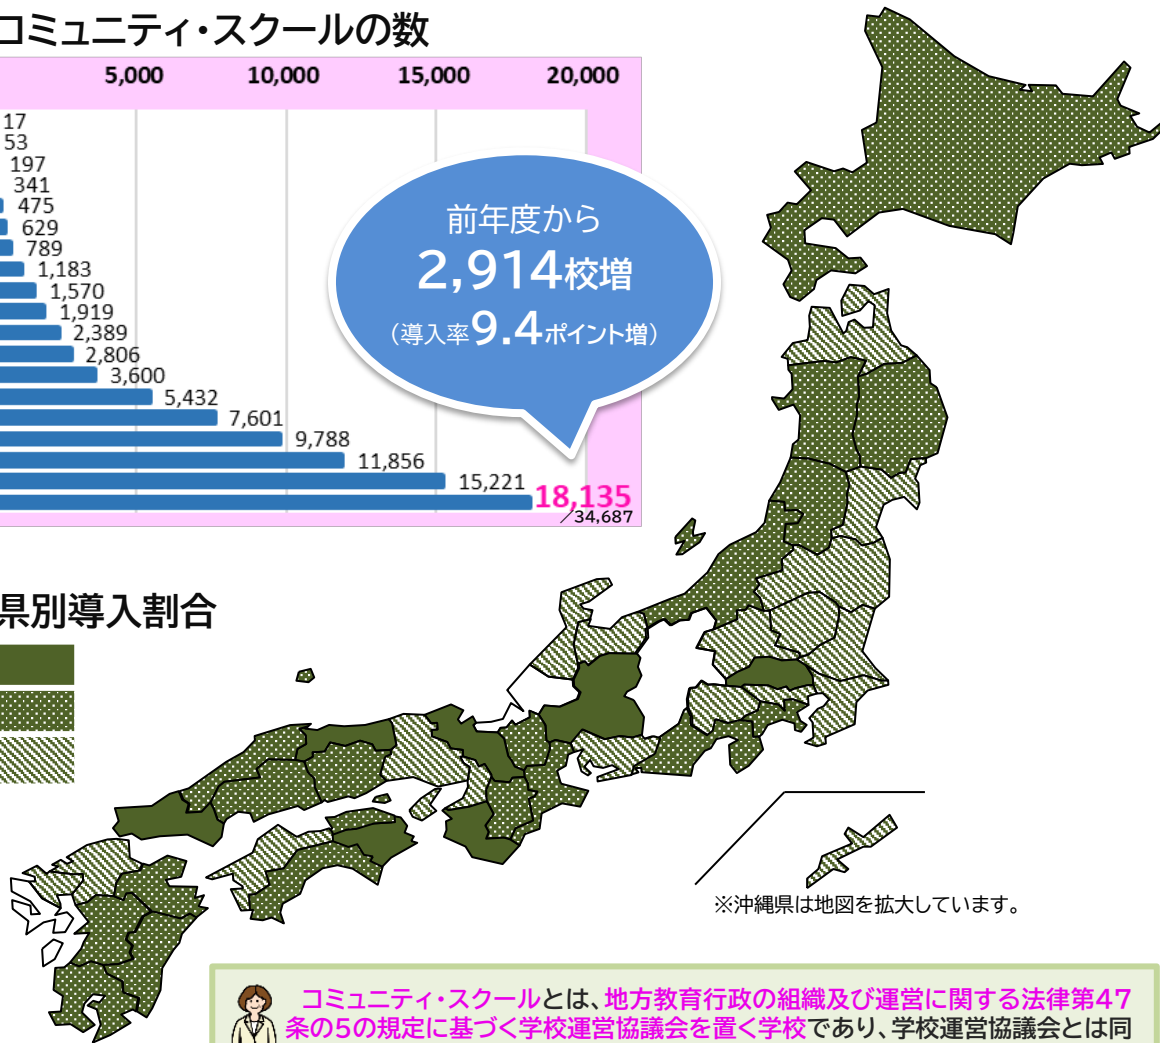 コミュニティ・スクールの数
5,000 10,000 15,000 20,000
17
53
197
341
475
629
789
1,183
1,570
1,919
2,389
2,806
3,600
5,432
7,601
9,788
11,856
15,221
18,135
/34,687
前年度から
2,914校増
(導入率9.4ポイント増)
県別導入割合
※沖縄県は地図を拡大しています。
コミュニティ・スクールとは、地方教育行政の組織及び運営に関する法律第47
条の5の規定に基づく学校運営協議会を置く学校であり、学校運営協議会とは同